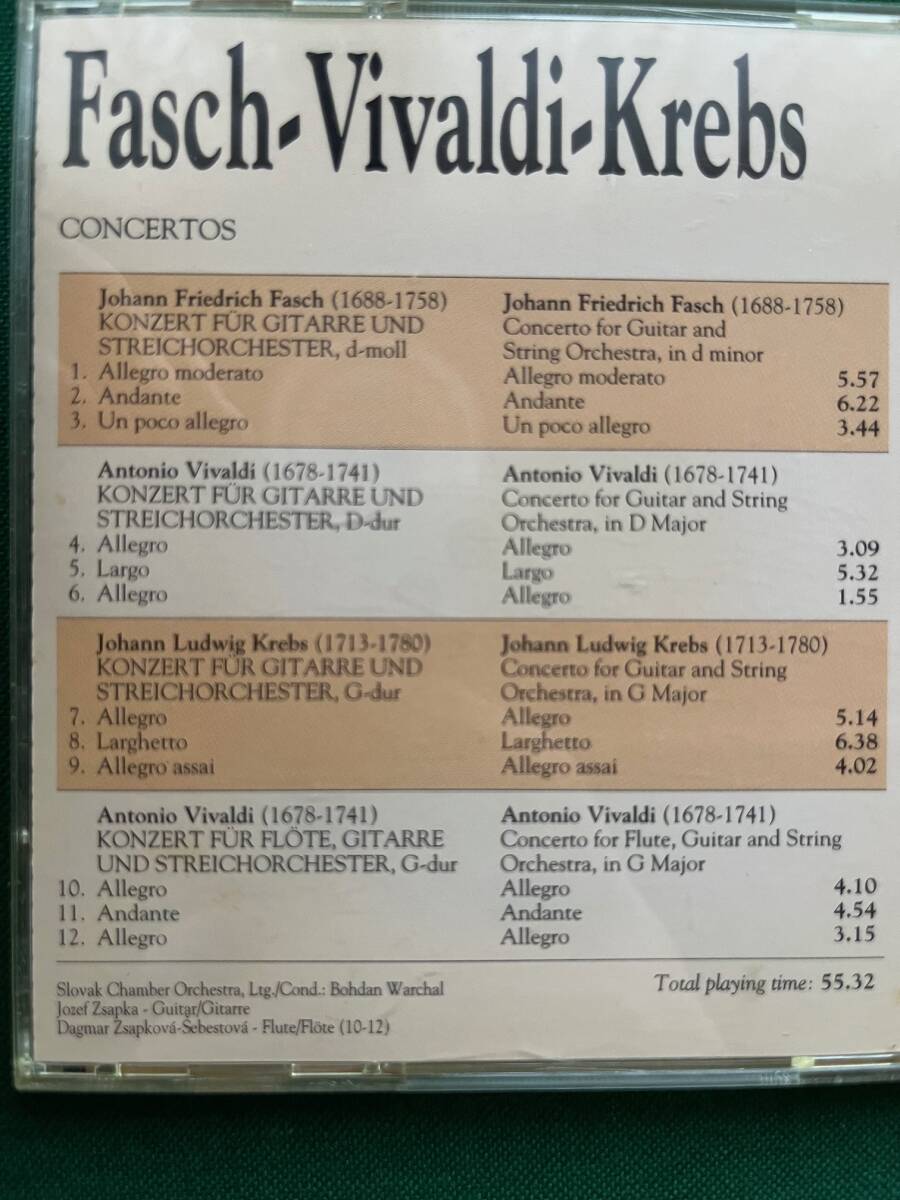 Fasch-Vivaldi-Krebs
CONCERTOS
Johann Friedrich Fasch (1688-1758)
KONZERT FÜR GITARRE UND
STREICHORCHESTER, d-moll
1. Allegro moderato
2. Andante
3. Un poco allegro
Johann Friedrich Fasch (1688-1758)
Concerto for Guitar and
String Orchestra, in d minor
Allegro moderato 5.57
Andante 6.22
Un poco allegro 3.44
Antonio Vivaldi (1678-1741)
KONZERT FÜR GITARRE UND
STREICHORCHESTER, D-dur
4. Allegro
5. Largo
6. Allegro
Antonio Vivaldi (1678-1741)
Concerto for Guitar and String
Orchestra, in D Major
Allegro 3.09
Largo 5.32
Allegro 1.55
Johann Ludwig Krebs (1713-1780)
KONZERT FÜR GITARRE UND
STREICHORCHESTER, G-dur
7. Allegro
8. Larghetto
9. Allegro assai
Johann Ludwig Krebs (1713-1780)
Concerto for Guitar and String
Orchestra, in G Major
Allegro 5.14
Larghetto 6.38
Allegro assai 4.02
Antonio Vivaldi (1678-1741)
KONZERT FÜR FLÖTE, GITARRE
UND STREICHORCHESTER, G-dur
10. Allegro
11. Andante
12. Allegro
Antonio Vivaldi (1678-1741)
Concerto for Flute, Guitar and String
Orchestra, in G Major
Allegro 4.10
Andante 4.54
Allegro 3.15
Slovak Chamber Orchestra, Ltg./Cond.: Bohdan Warchal
Jozef Zsapka - Guitar/Gitarre
Dagmar Zsapková-Šebestová - Flute/Flöte (10-12)
Total playing time: 55.32